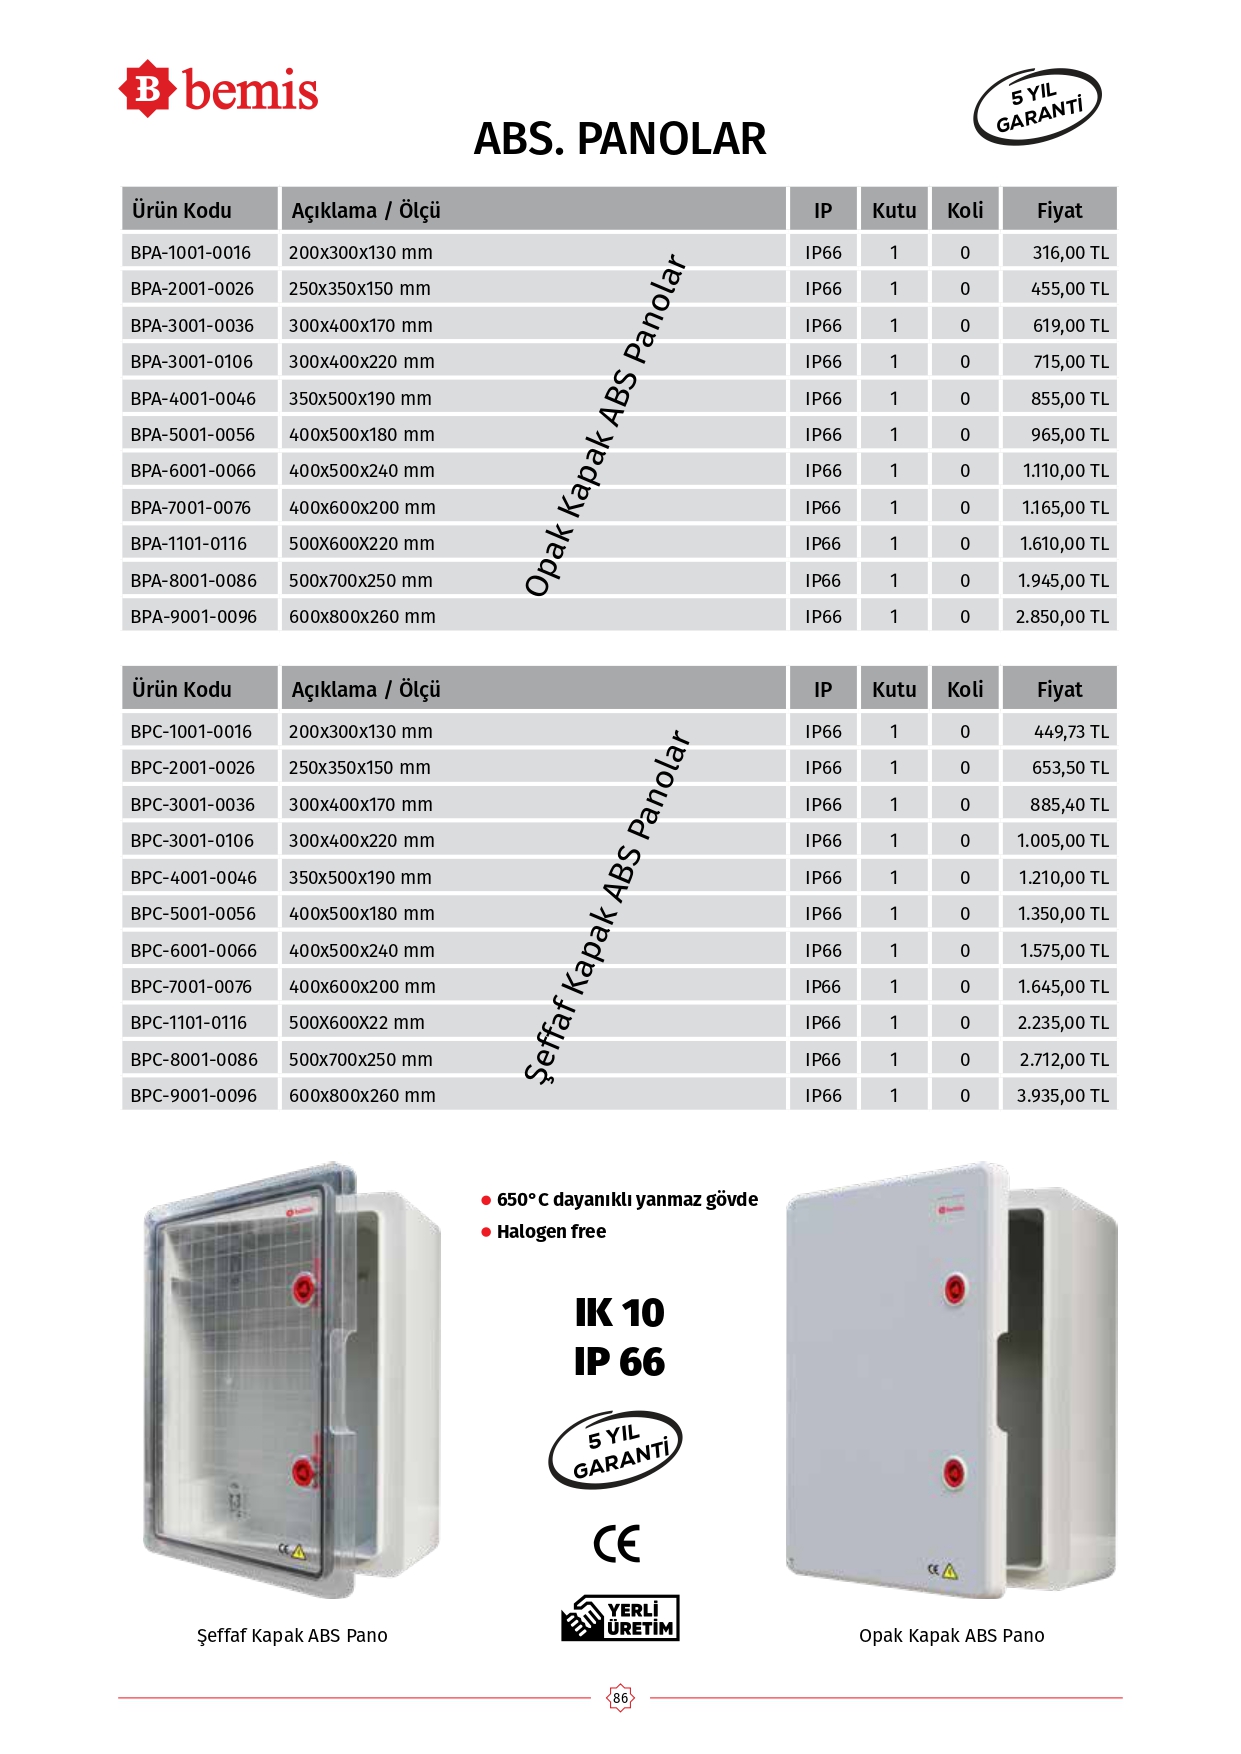 bemis
5 YIL
GARANTİ
ABS. PANOLAR
Ürün Kodu Açıklama / Ölçü IP Kutu Koli Fiyat
BPA-1001-0016 200x300x130 mm IP66 1 0 316,00 TL
BPA-2001-0026 250x350x150 mm IP66 1 0 455,00 TL
BPA-3001-0036 300x400x170 mm IP66 1 0 619,00 TL
BPA-3001-0106 300x400x220 mm IP66 1 0 715,00 TL
BPA-4001-0046 350x500x190 mm IP66 1 0 855,00 TL
BPA-5001-0056 400x500x180 mm IP66 1 0 965,00 TL
BPA-6001-0066 400x500x240 mm IP66 1 0 1.110,00 TL
BPA-7001-0076 400x600x200 mm IP66 1 0 1.165,00 TL
BPA-1101-0116 500X600X220 mm IP66 1 0 1.610,00 TL
BPA-8001-0086 500x700x250 mm IP66 1 0 1.945,00 TL
BPA-9001-0096 600x800x260 mm IP66 1 0 2.850,00 TL
Opak Kapak ABS Panolar
Ürün Kodu Açıklama / Ölçü IP Kutu Koli Fiyat
BPC-1001-0016 200x300x130 mm IP66 1 0 449,73 TL
BPC-2001-0026 250x350x150 mm IP66 1 0 653,50 TL
BPC-3001-0036 300x400x170 mm IP66 1 0 885,40 TL
BPC-3001-0106 300x400x220 mm IP66 1 0 1.005,00 TL
BPC-4001-0046 350x500x190 mm IP66 1 0 1.210,00 TL
BPC-5001-0056 400x500x180 mm IP66 1 0 1.350,00 TL
BPC-6001-0066 400x500x240 mm IP66 1 0 1.575,00 TL
BPC-7001-0076 400x600x200 mm IP66 1 0 1.645,00 TL
BPC-1101-0116 500X600X22 mm IP66 1 0 2.235,00 TL
BPC-8001-0086 500x700x250 mm IP66 1 0 2.712,00 TL
BPC-9001-0096 600x800x260 mm IP66 1 0 3.935,00 TL
Şeffaf Kapak ABS Panolar
bemis
CE
650°C dayanıklı yanmaz gövde
Halogen free
IK 10
IP 66
5 YIL
GARANTİ
CE
YERLİ
ÜRETİM
bemis
CE
Şeffaf Kapak ABS Pano
Opak Kapak ABS Pano
86